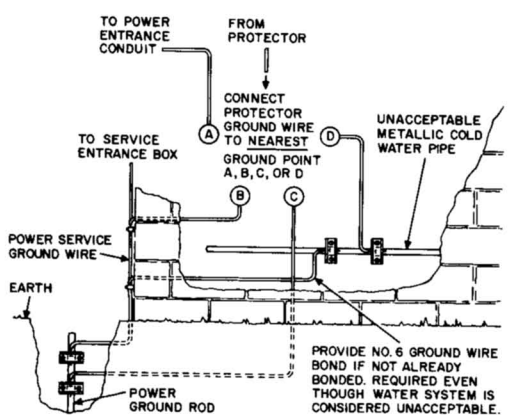 TO POWER
ENTRANCE
CONDUIT
FROM
PROTECTOR
CONNECT
PROTECTOR
GROUND WIRE
TO NEAREST
GROUND POINT
A, B, C, OR D
A
D
B
C
UNACCEPTABLE
METALLIC COLD
WATER PIPE
TO SERVICE
ENTRANCE BOX
POWER SERVICE
GROUND WIRE
EARTH
POWER
GROUND ROD
PROVIDE NO. 6 GROUND WIRE
BOND IF NOT ALREADY
BONDED. REQUIRED EVEN
THOUGH WATER SYSTEM IS
CONSIDERED UNACCEPTABLE.